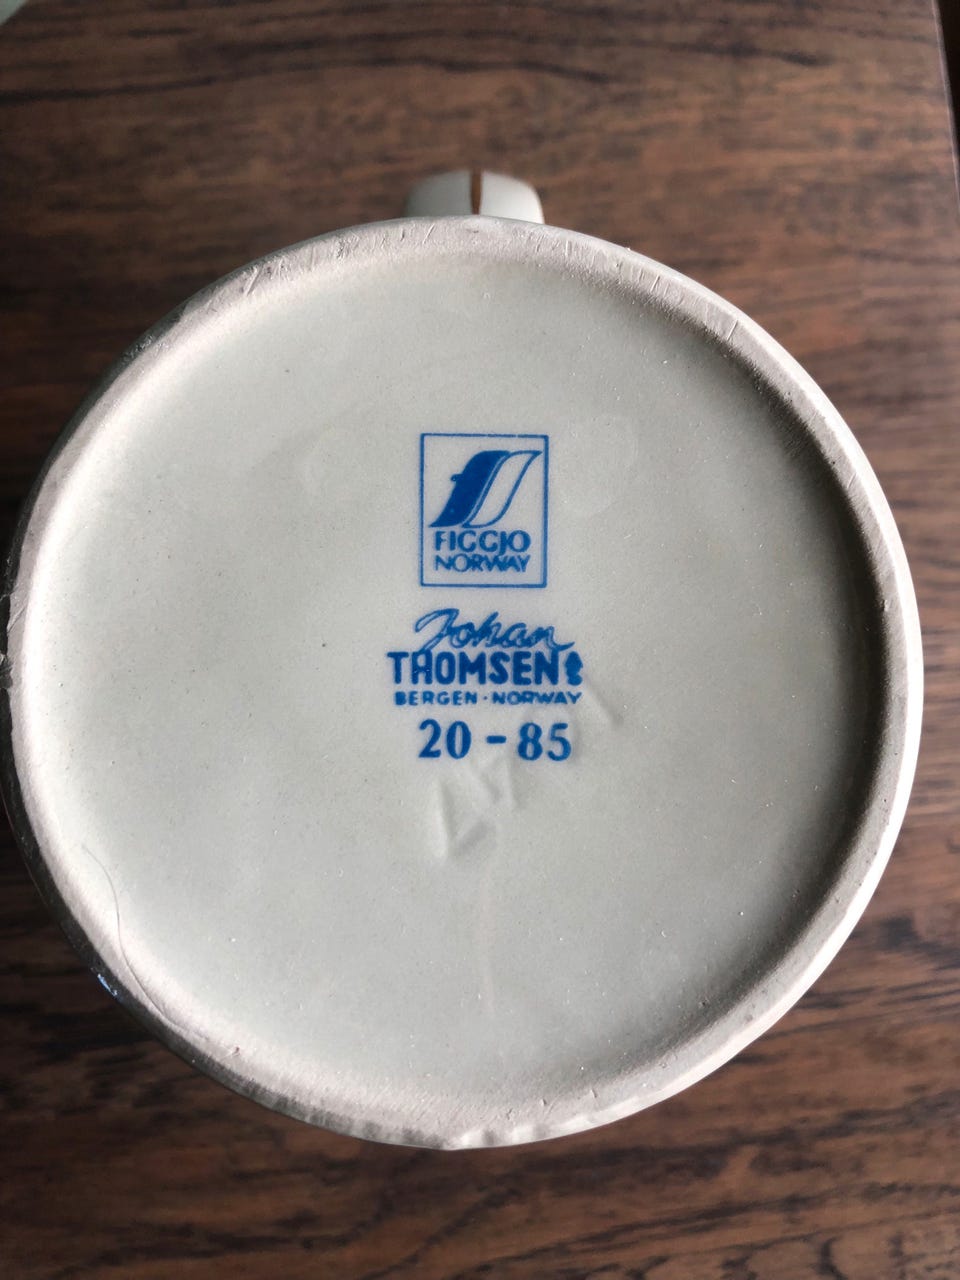 FIGGJO
NORWAY
Johan
THOMSEN
BERGEN · NORWAY
20 - 85